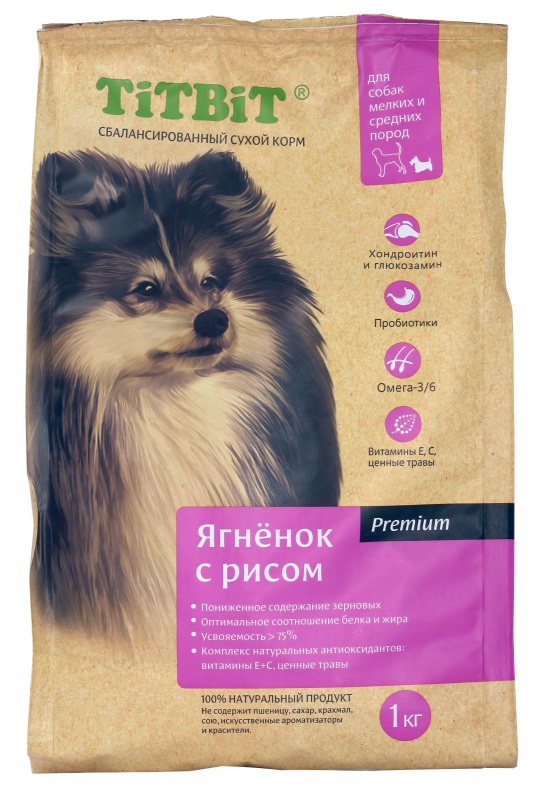 TiTBiT®
СБАЛАНСИРОВАННЫЙ СУХОЙ КОРМ
для
собак
мелких и
средних
пород
Хондроитин
и глюкозамин
Пробиотики
Омега-3/6
Витамины Е, С,
ценные травы
Premium
Ягнёнок
с рисом
• Пониженное содержание зерновых
• Оптимальное соотношение белка и жира
• Усвояемость > 75%
• Комплекс натуральных антиоксидантов:
витамины Е+С, ценные травы
100% НАТУРАЛЬНЫЙ ПРОДУКТ
Не содержит пшеницу, сахар, крахмал,
сою, искусственные ароматизаторы
и красители.
1 кг